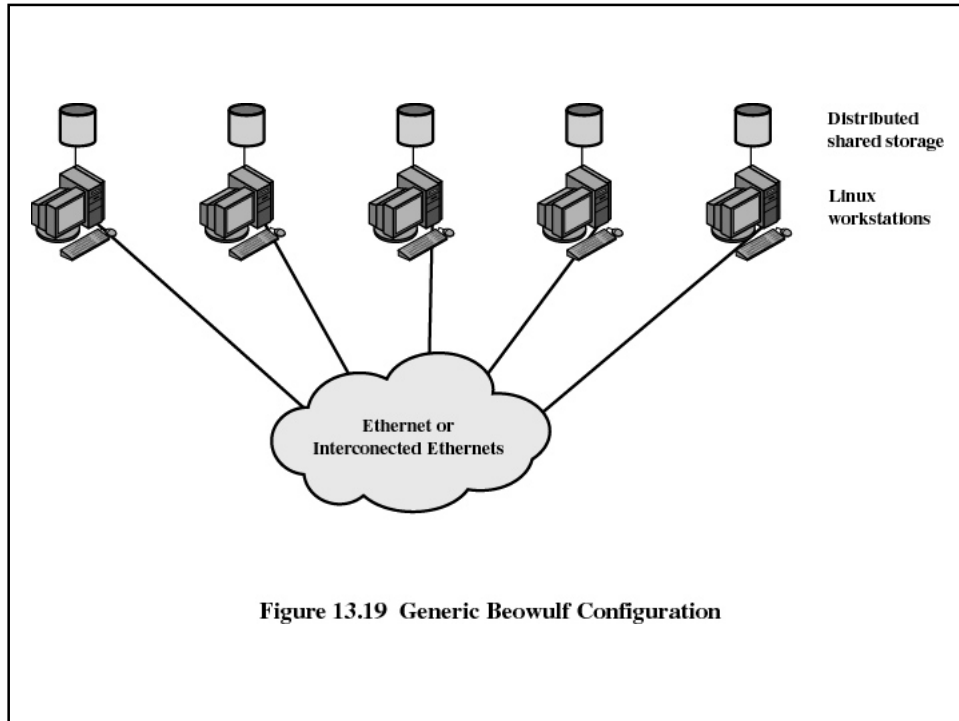 Distributed
shared storage
Linux
workstations
Ethernet or
Interconected Ethernets
Figure 13.19 Generic Beowulf Configuration